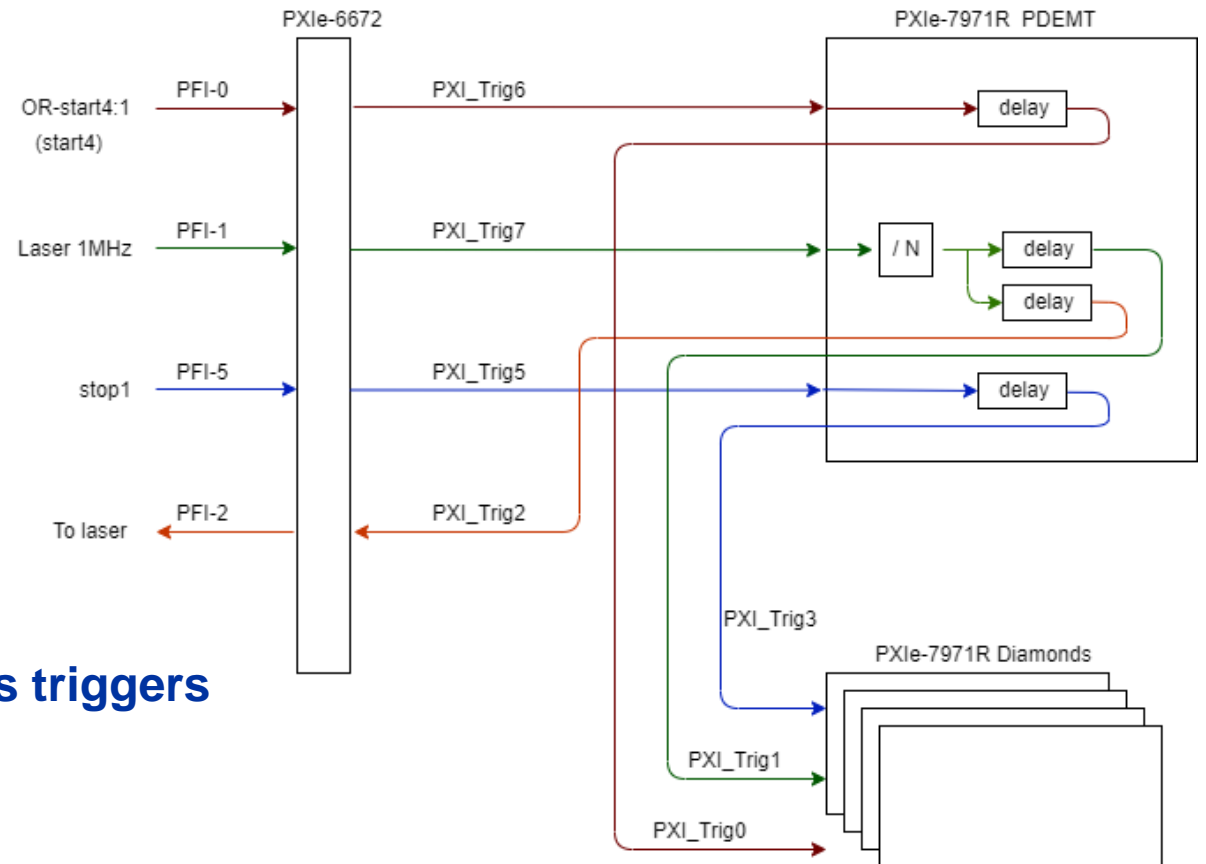 PXIe-6672
PXIe-7971R PDEMT
OR-start4:1
(start4)
PFI-0
PXI_Trig6
delay
Laser 1MHz
PFI-1
PXI_Trig7
/ N
delay
delay
stop1
PFI-5
PXI_Trig5
delay
To laser
PFI-2
PXI_Trig2
PXI_Trig3
PXIe-7971R Diamonds
s triggers
PXI_Trig1
PXI_Trig0